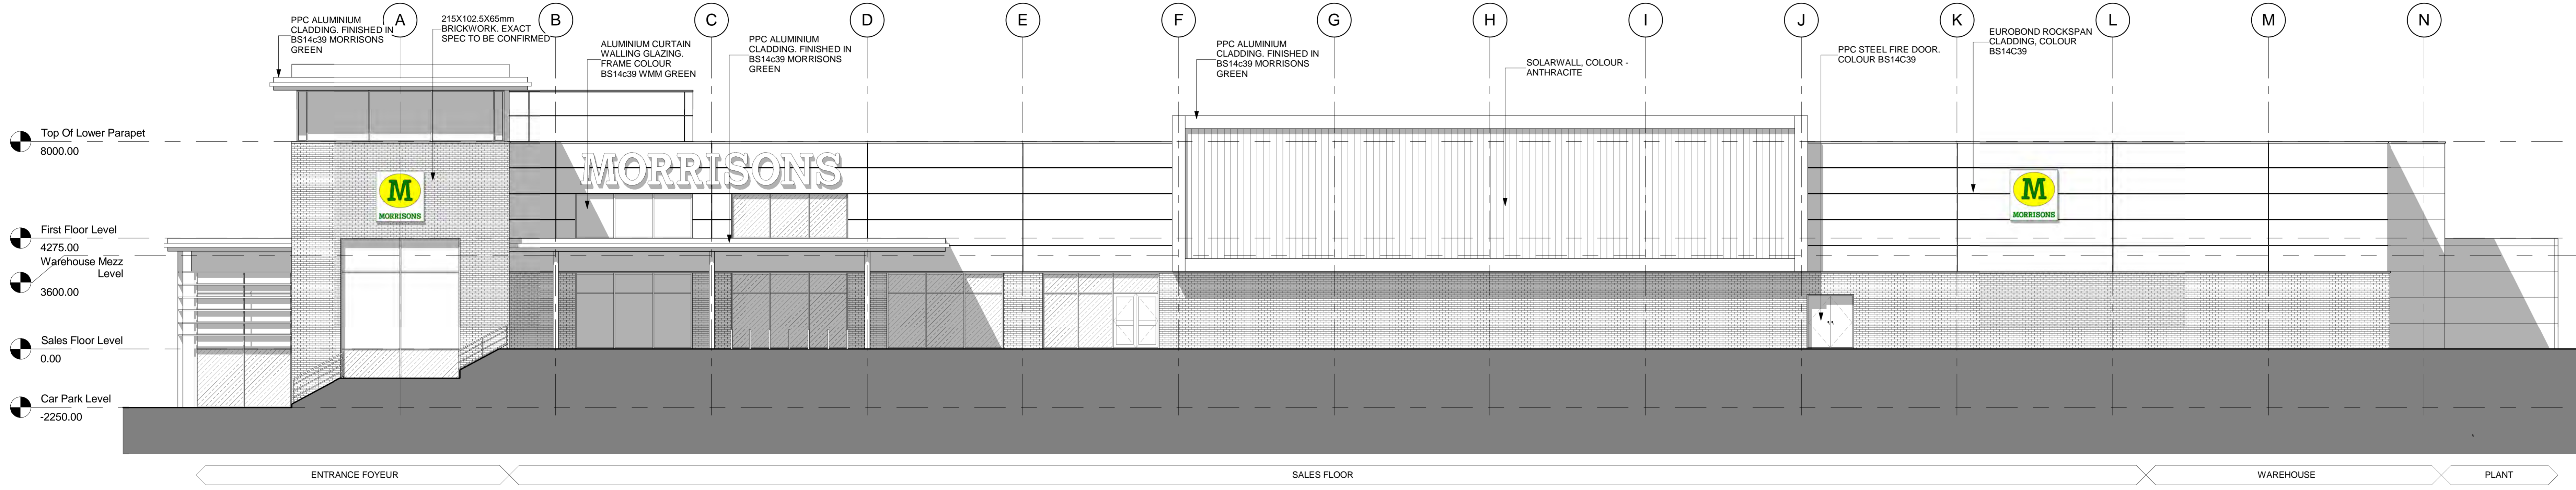 A
B
C
D
E
F
G
H
I
J
K
L
M
N
PPC ALUMINIUM
CLADDING. FINISHED IN
BS14c39 MORRISONS
GREEN
215X102.5X65mm
BRICKWORK. EXACT
SPEC TO BE CONFIRMED
ALUMINIUM CURTAIN
WALLING GLAZING.
FRAME COLOUR
BS14c39 WMM GREEN
PPC ALUMINIUM
CLADDING. FINISHED IN
BS14c39 MORRISONS
GREEN
PPC ALUMINIUM
CLADDING. FINISHED IN
BS14c39 MORRISONS
GREEN
SOLARWALL, COLOUR -
ANTHRACITE
PPC STEEL FIRE DOOR.
COLOUR BS14C39
EUROBOND ROCKSPAN
CLADDING, COLOUR
BS14C39
Top Of Lower Parapet
8000.00
First Floor Level
4275.00
Warehouse Mezz
Level
3600.00
Sales Floor Level
0.00
Car Park Level
-2250.00
M
MORRISONS
MORRISONS
M
MORRISONS
ENTRANCE FOYEUR
SALES FLOOR
WAREHOUSE
PLANT